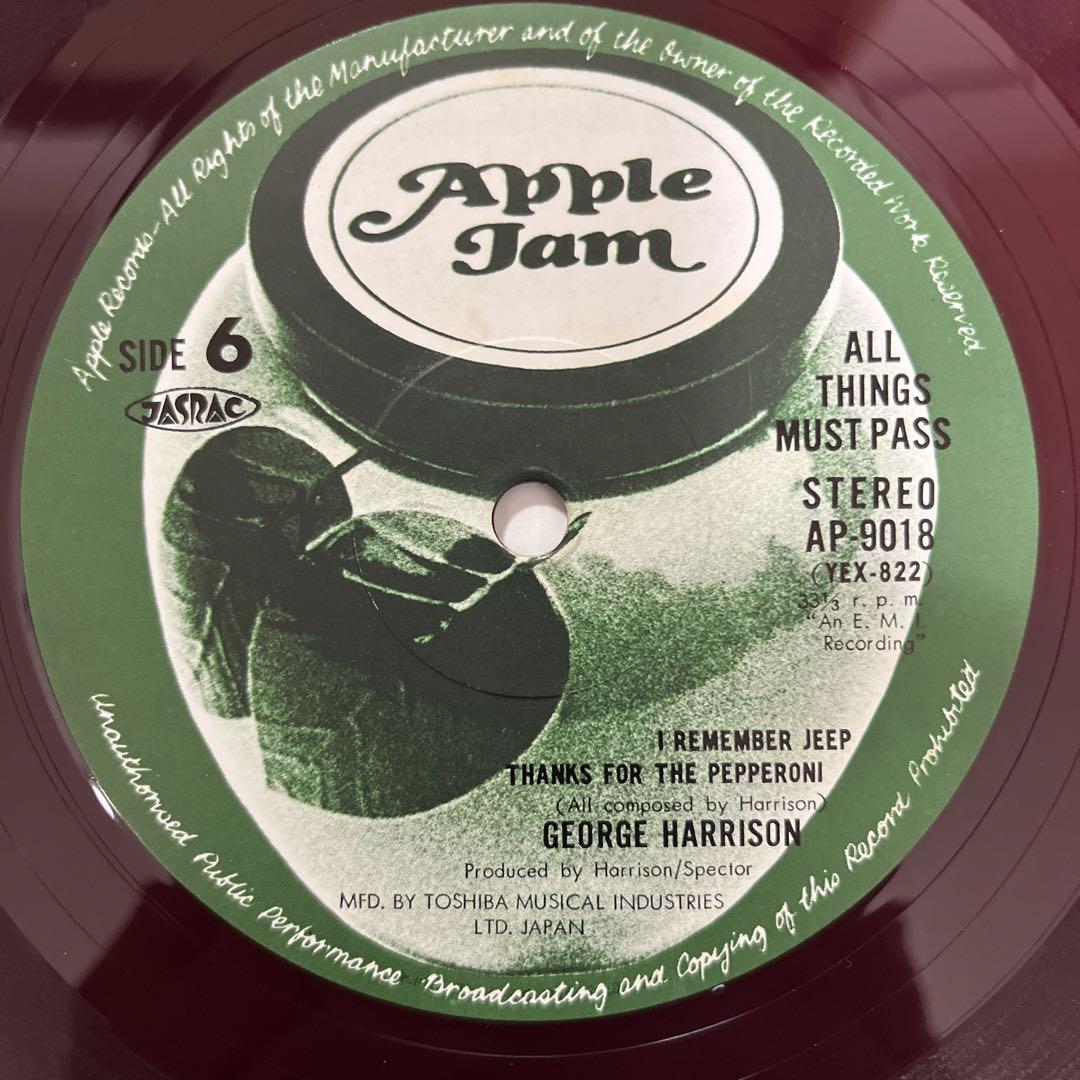 Apple Records-All Rights of the Manufacturer and of the Owner of the Recorded Work Reserved
Apple
Jam
SIDE 6
JASRAC
ALL
THINGS
MUST PASS
STEREO
AP-9018
(YEX-822)
33 1/3 r. p. m.
"An E. M. I.
Recording"
I REMEMBER JEEP
THANKS FOR THE PEPPERONI
(All composed by Harrison)
GEORGE HARRISON
Produced by Harrison/Spector
MFD. BY TOSHIBA MUSICAL INDUSTRIES
LTD. JAPAN
Unauthorised Public Performance Broadcasting and Copying of this Record Prohibited